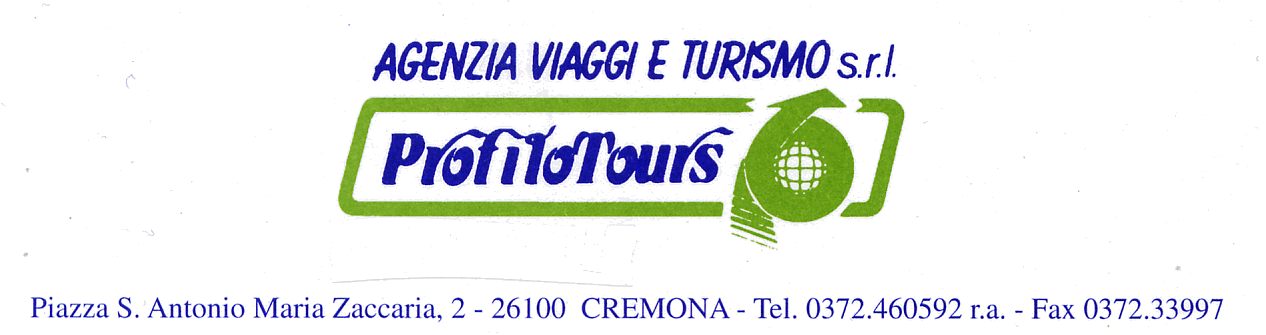 AGENZIA VIAGGI E TURISMO s.r.l.
ProfiloTours
Piazza S. Antonio Maria Zaccaria, 2 - 26100 CREMONA - Tel. 0372.460592 r.a. - Fax 0372.33997